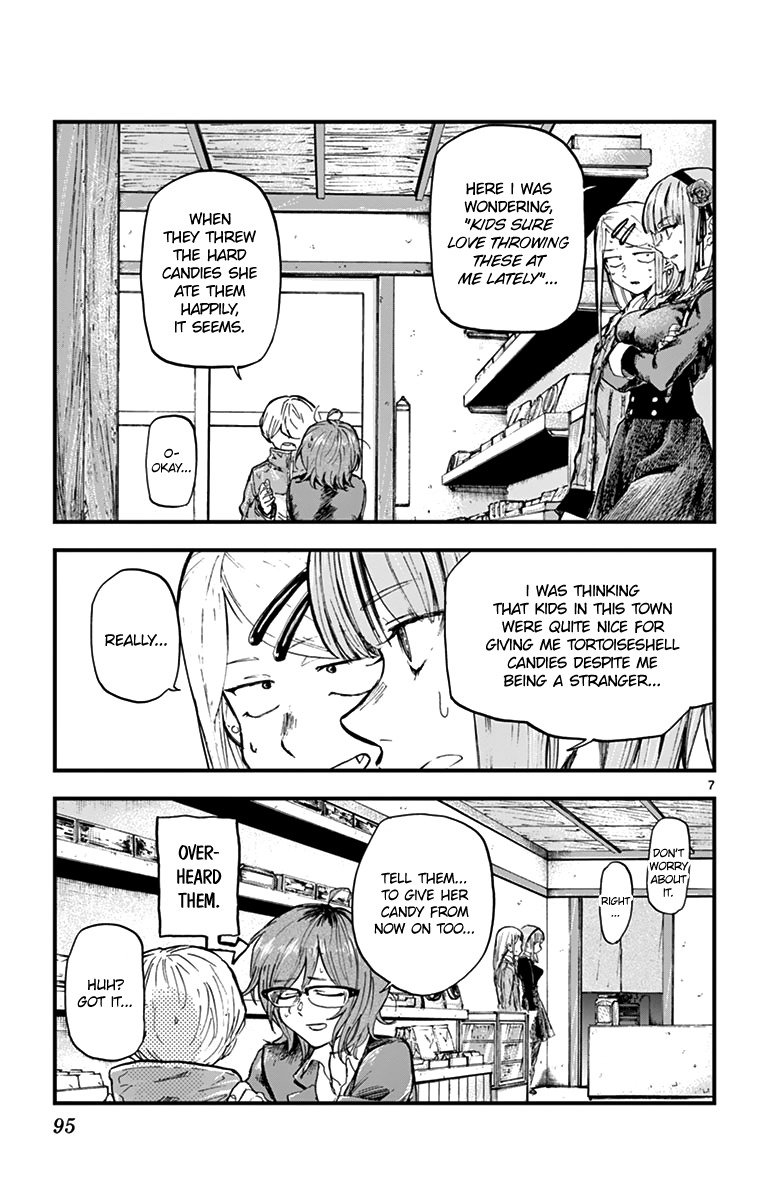 HERE I WAS
WONDERING,
"KIDS SURE
LOVE THROWING
THESE AT
ME LATELY"...
WHEN
THEY THREW
THE HARD
CANDIES SHE
ATE THEM
HAPPILY,
IT SEEMS.
O-
OKAY...
I WAS THINKING
THAT KIDS IN THIS TOWN
WERE QUITE NICE FOR
GIVING ME TORTOISESHELL
CANDIES DESPITE ME
BEING A STRANGER...
REALLY...
7
DON'T
WORRY
ABOUT
IT.
RIGHT
...
TELL THEM...
TO GIVE HER
CANDY FROM
NOW ON TOO...
OVER-
HEARD
THEM.
HUH?
GOT IT...
95